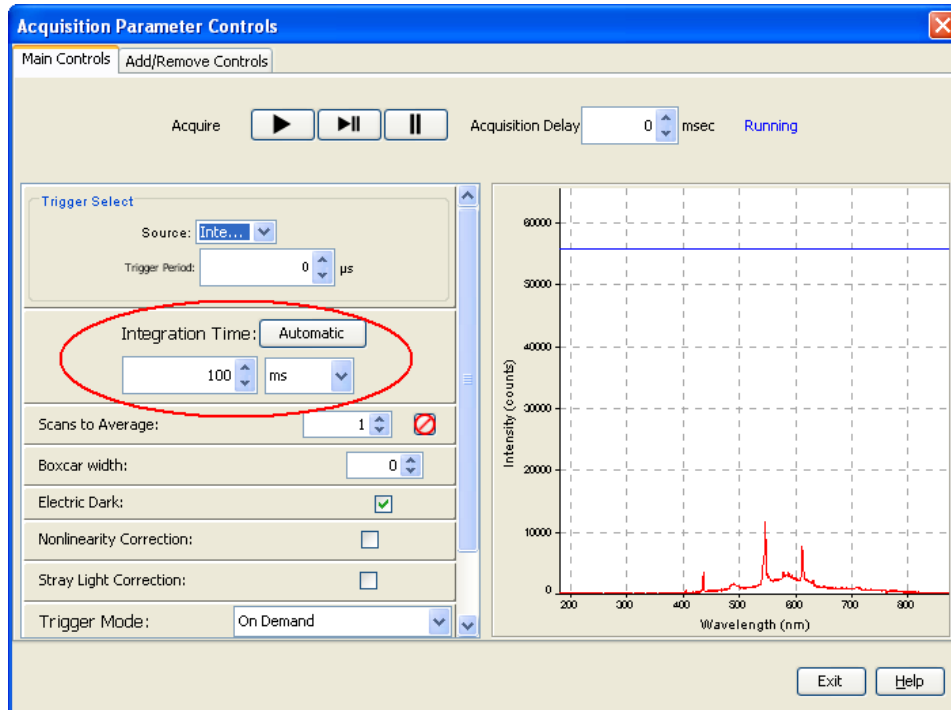 Acquisition Parameter Controls
Main Controls Add/Remove Controls
Acquire Acquisition Delay 0 msec Running
Trigger Select
Source: Inte...
Trigger Period: 0 µs
Integration Time: Automatic
100 ms
Scans to Average: 1
Boxcar width: 0
Electric Dark:
Nonlinearity Correction:
Stray Light Correction:
Trigger Mode: On Demand
Intensity (counts)
60000
50000
40000
30000
20000
10000
0
200 300 400 500 600 700 800
Wavelength (nm)
Exit Help